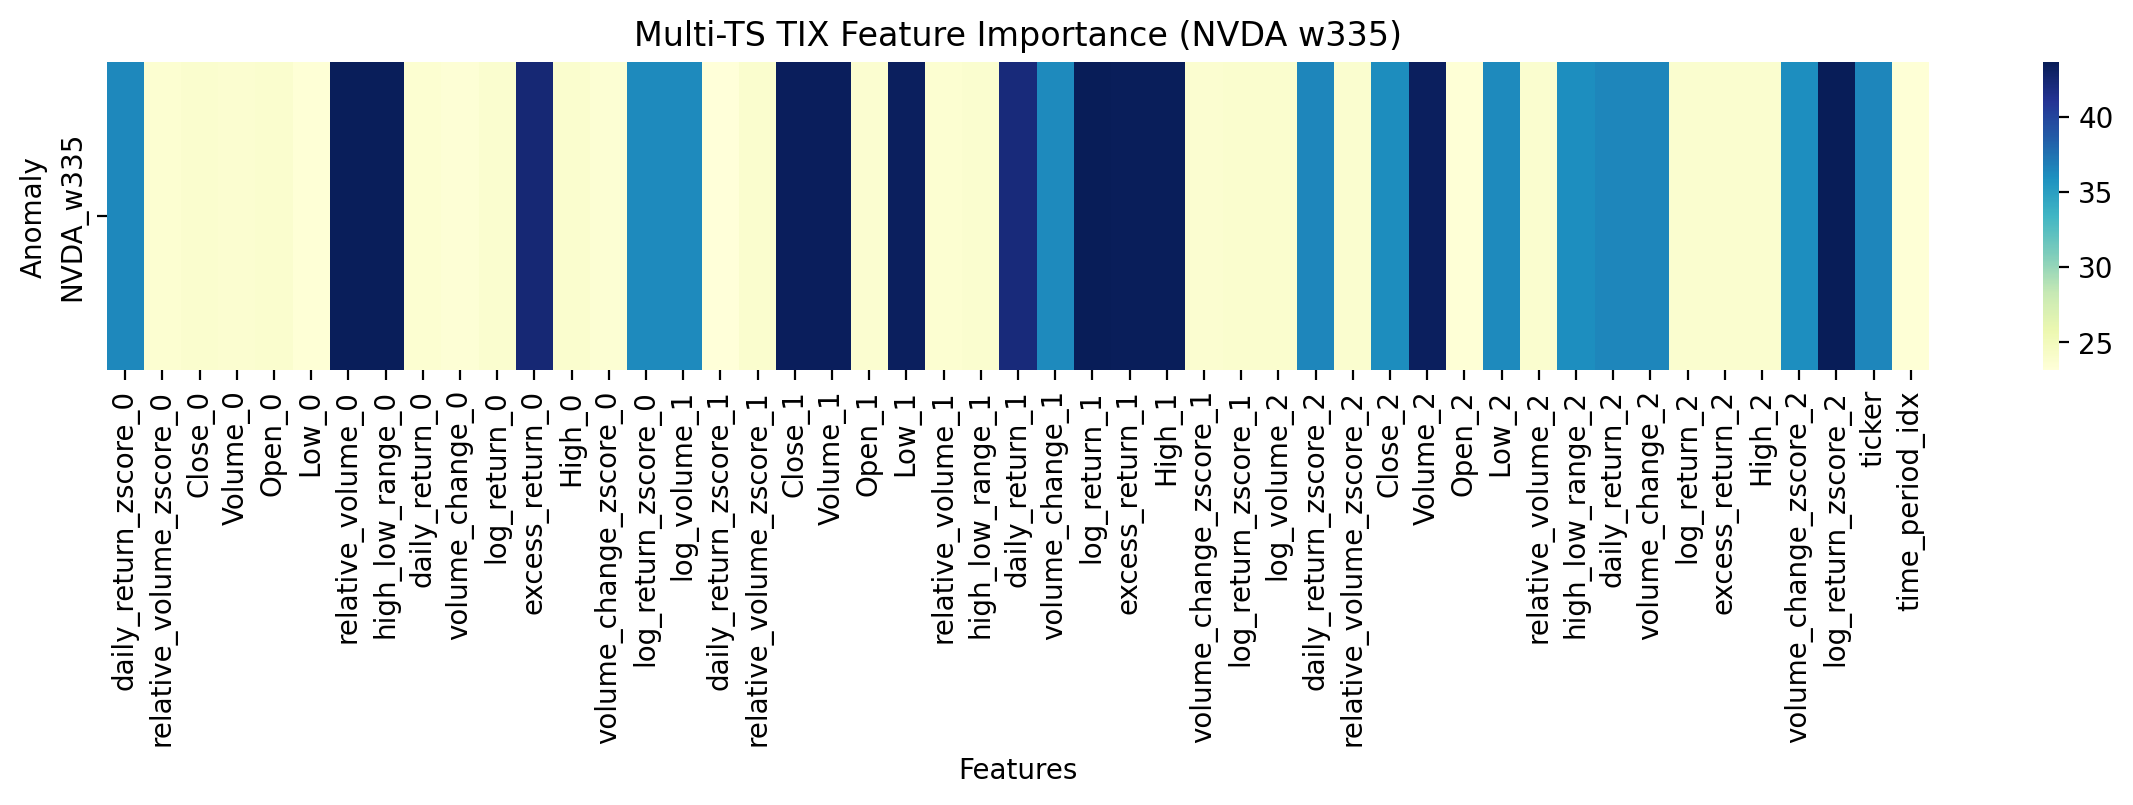 Multi-TS TIX Feature Importance (NVDA w335)
Anomaly
NVDA_w335
40
35
30
25
daily_return_zscore_0
relative_volume_zscore_0
Close_0
Volume_0
Open_0
Low_0
relative_volume_0
high_low_range_0
daily_return_0
volume_change_0
log_return_0
excess_return_0
High_0
volume_change_zscore_0
log_return_zscore_0
log_volume_1
daily_return_zscore_1
relative_volume_zscore_1
Close_1
Volume_1
Open_1
Low_1
relative_volume_1
high_low_range_1
daily_return_1
volume_change_1
log_return_1
excess_return_1
High_1
volume_change_zscore_1
log_return_zscore_1
log_volume_2
daily_return_zscore_2
relative_volume_zscore_2
Close_2
Volume_2
Open_2
Low_2
relative_volume_2
high_low_range_2
daily_return_2
volume_change_2
log_return_2
excess_return_2
High_2
volume_change_zscore_2
log_return_zscore_2
ticker
time_period_idx
Features